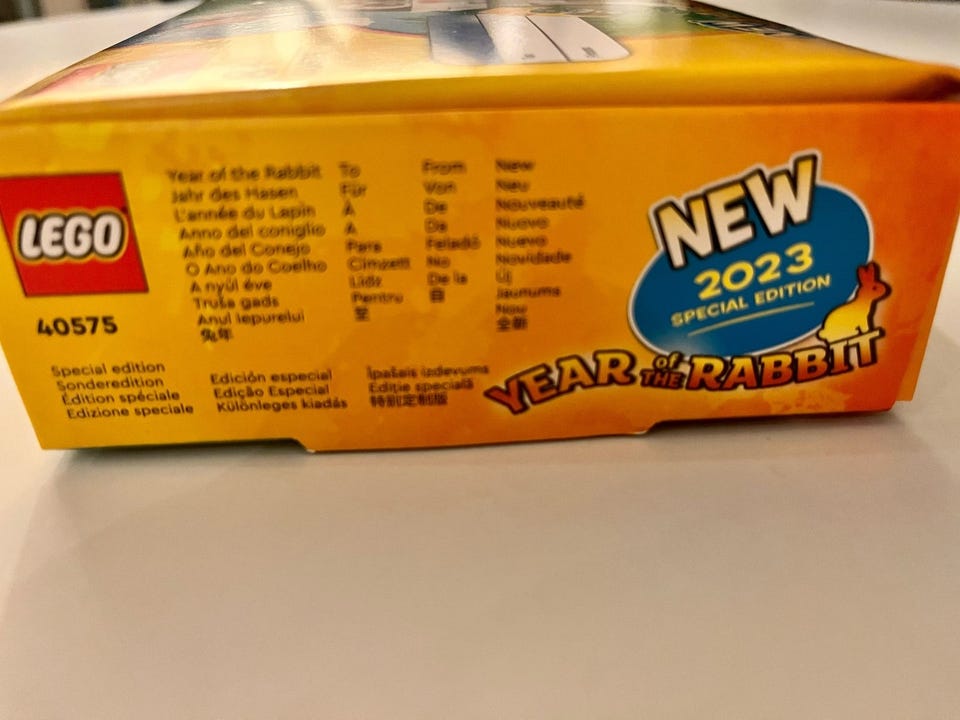 LEGO
40575
Year of the Rabbit
Jahr des Hasen
L'année du Lapin
Anno del coniglio
Año del Conejo
O Ano do Coelho
A nyúl éve
Truša gads
Anul Iepurelui
兔年
To
Für
À
A
Para
Címzett
Līdz
Pentru
至
From
Von
De
Da
Feladó
No
De la
自
New
Neu
Nouveauté
Nuovo
Nuevo
Novidade
Új
Jaunums
Nou
全新
Special edition
Sonderedition
Édition spéciale
Edizione speciale
Edición especial
Edição Especial
Különleges kiadás
Īpašais izdevums
Ediție specială
特别定制版
NEW
2023
SPECIAL EDITION
YEAR of THE RABBIT